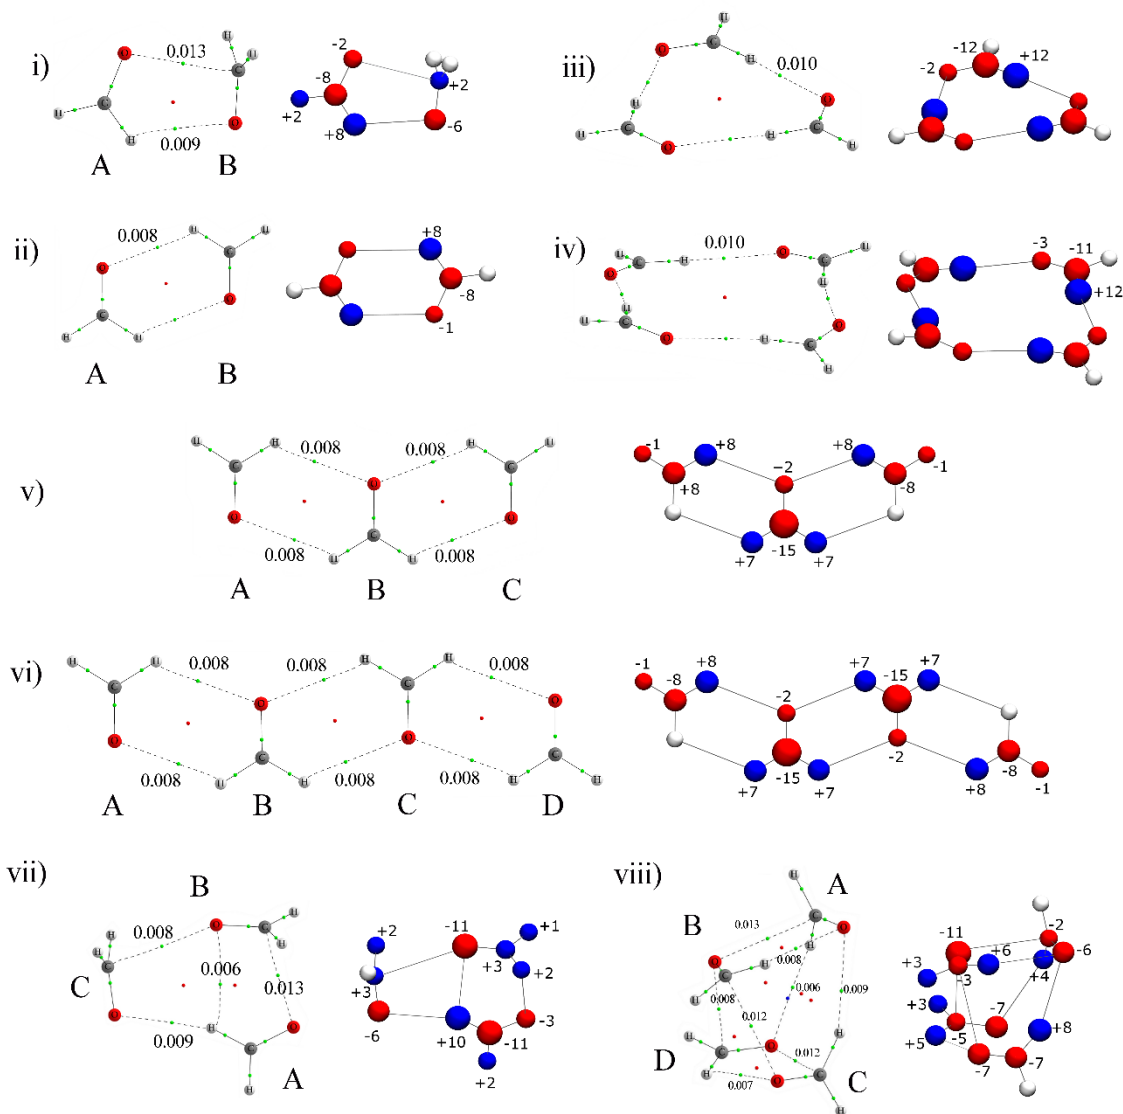 i)
H
O
0.013
H
H
C
C
H
H
0.009
O
A
B
-2
-8
+2
+2
+8
-6
iii)
H
O
C
H
0.010
H
O
H
C
H
C
H
O
H
-12
+12
-2
ii)
0.008
H
H
C
O
O
C
H
H
A
B
+8
-8
-1
iv)
0.010
H
C
H
O
H
O
C
H
H
C
O
O
H
C
H
H
-3
-11
+12
v)
H
H
0.008
0.008
H
H
C
C
O
O
O
C
0.008
H
H
0.008
A
B
C
-1
+8
+8
-1
-2
+8
-8
-15
+7
+7
vi)
H
H
0.008
0.008
H
H
0.008
C
C
O
O
O
O
C
C
0.008
H
H
0.008
0.008
H
H
A
B
C
D
-1
-8
+8
+7
-15
+7
-2
-15
-2
+7
+7
+8
-8
-1
vii)
B
H
O
C
H
H
0.008
H
C
C
0.006
0.013
O
H
O
0.009
C
H
A
+2
-11
+1
+3
+3
+2
-6
-3
+10
-11
+2
viii)
H
A
B
0.013
C
O
H
O
H
0.008
C
H
0.006
0.009
0.008
0.012
H
H
O
C
0.012
D
H
O
C
0.007
C
H
-2
-11
-6
+6
+3
-3
+4
+3
-7
+8
-5
+5
-7
-7